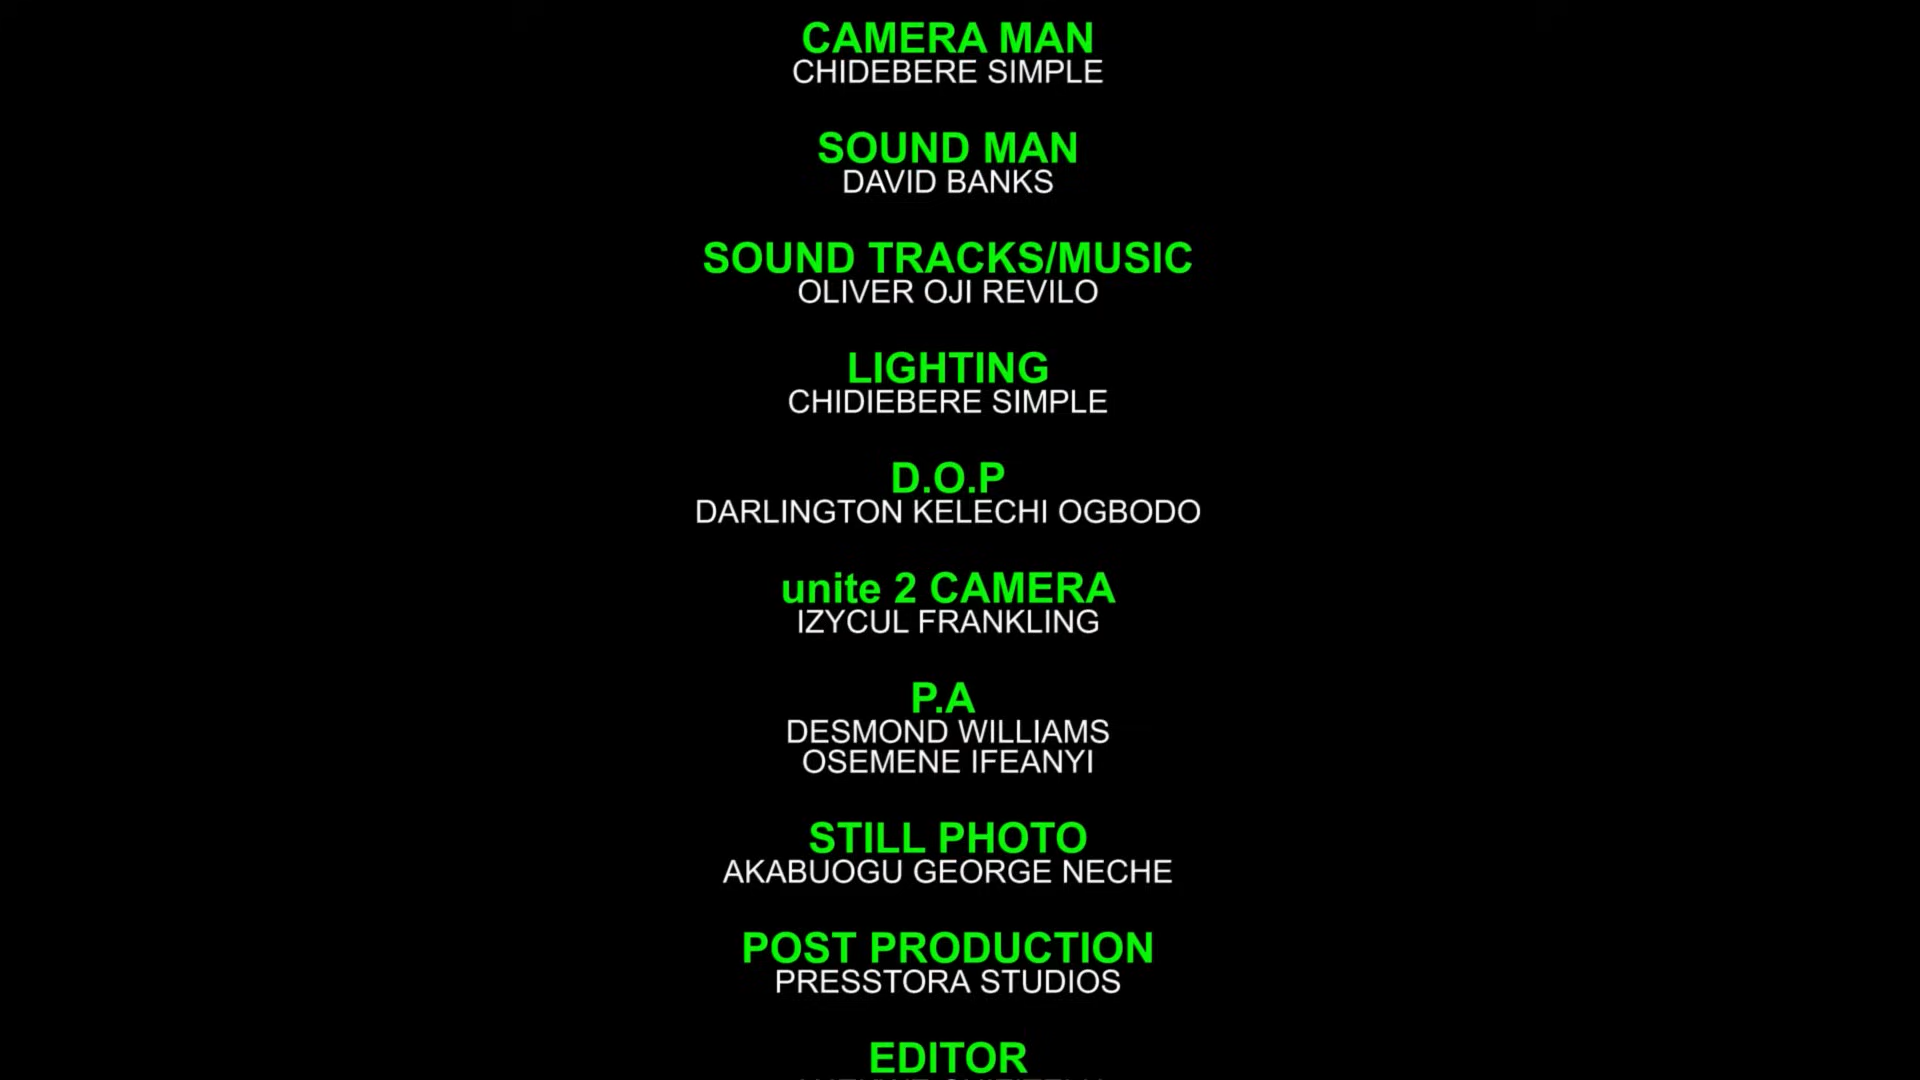 CAMERA MAN
CHIDEBERE SIMPLE
SOUND MAN
DAVID BANKS
SOUND TRACKS/MUSIC
OLIVER OJI REVILO
LIGHTING
CHIDIEBERE SIMPLE
D.O.P
DARLINGTON KELECHI OGBODO
unite 2 CAMERA
IZYCUL FRANKLING
P.A
DESMOND WILLIAMS
OSEMENE IFEANYI
STILL PHOTO
AKABUOGU GEORGE NECHE
POST PRODUCTION
PRESSTORA STUDIOS
EDITOR